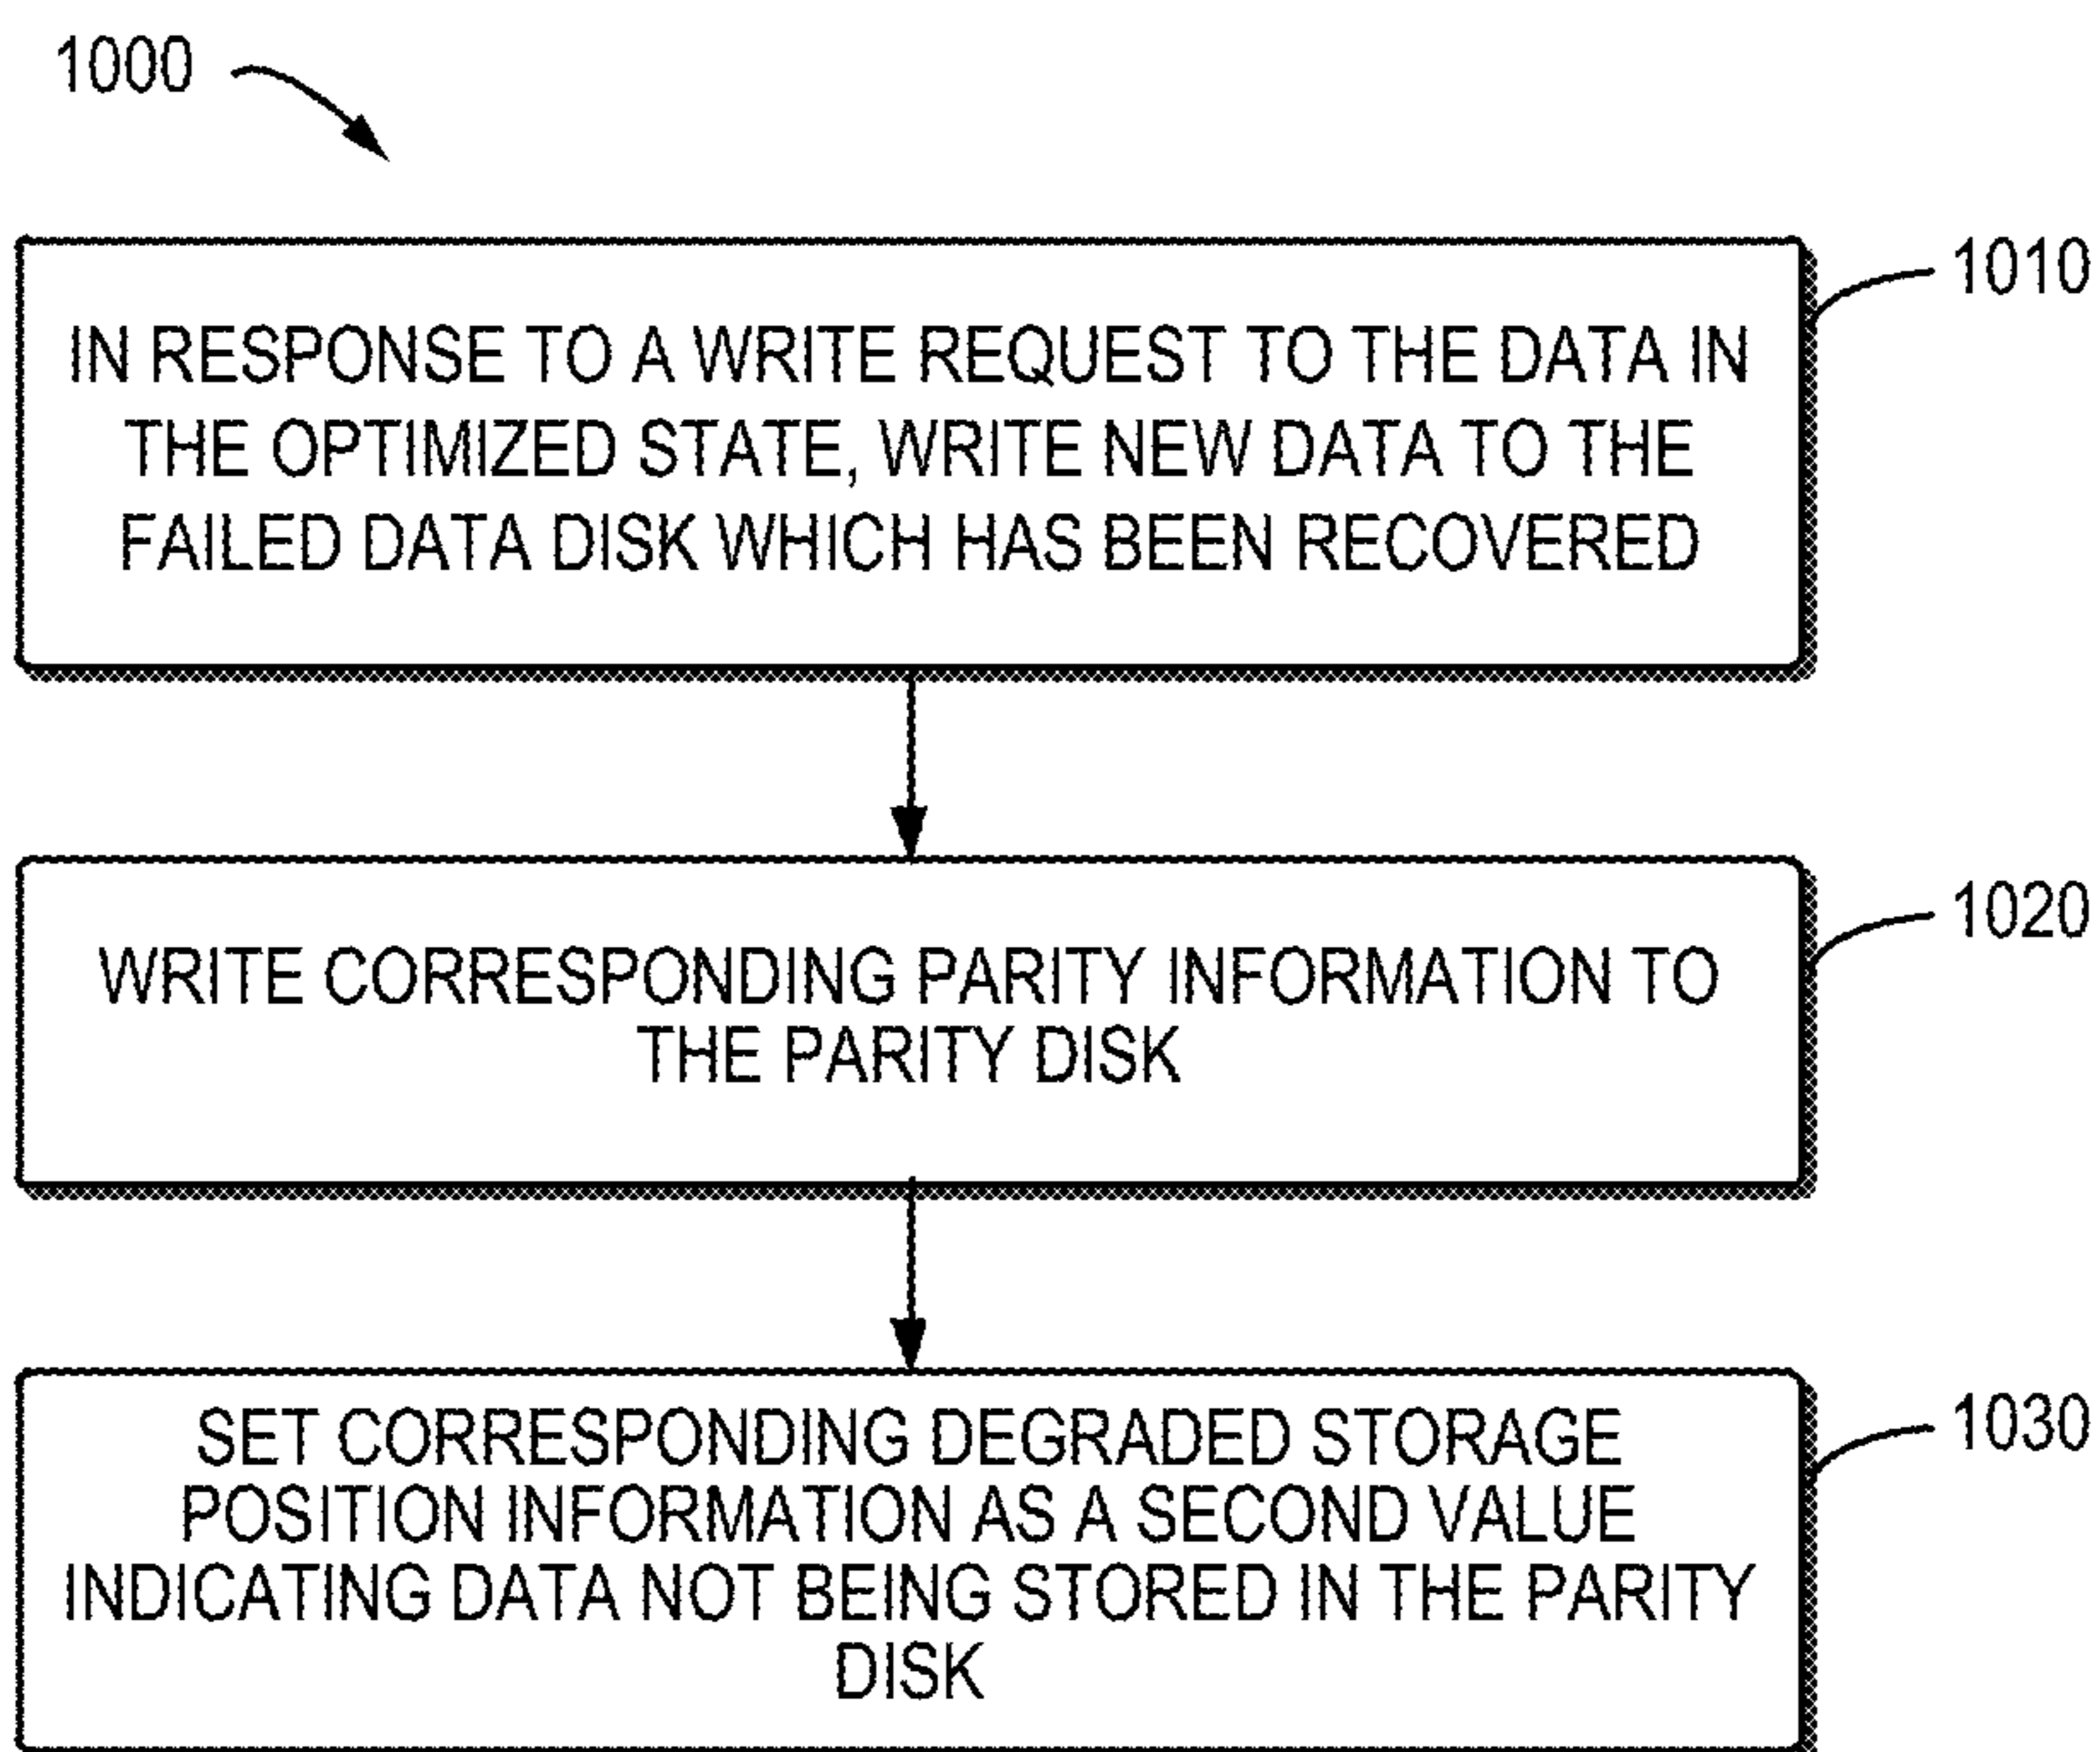 1000
IN RESPONSE TO A WRITE REQUEST TO THE DATA IN
THE OPTIMIZED STATE, WRITE NEW DATA TO THE
FAILED DATA DISK WHICH HAS BEEN RECOVERED
1010
WRITE CORRESPONDING PARITY INFORMATION TO
THE PARITY DISK
1020
SET CORRESPONDING DEGRADED STORAGE
POSITION INFORMATION AS A SECOND VALUE
INDICATING DATA NOT BEING STORED IN THE PARITY
DISK
1030